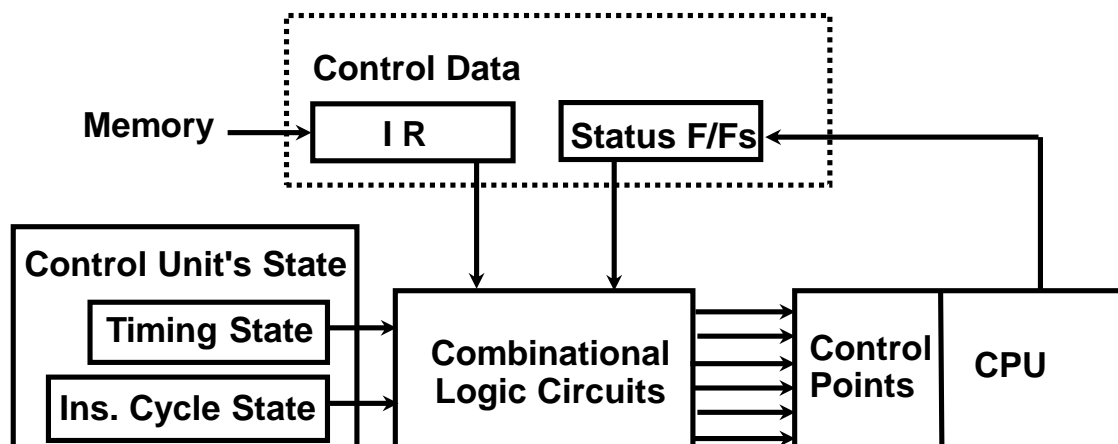 Control Data
Memory
I R
Status F/Fs
Control Unit's State
Timing State
Ins. Cycle State
Combinational
Logic Circuits
Control
Points
CPU